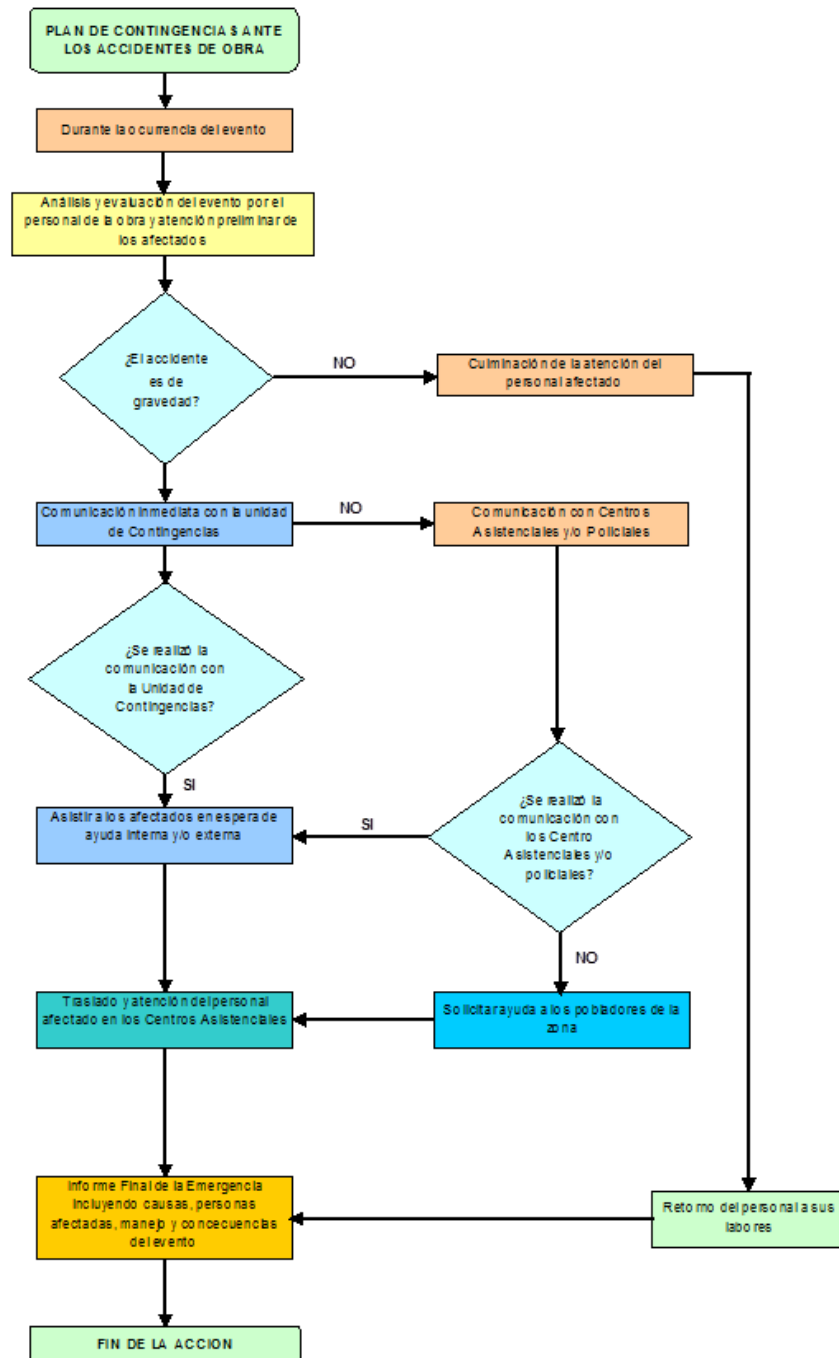 PLAN DE CONTINGENCIAS ANTE
LOS ACCIDENTES DE OBRA
Durante la ocurrencia del evento
Análisis y evaluación del evento por el
personal de la obra y atención preliminar de
los afectados
¿El accidente
es de
gravedad?
NO
Culminación de la atención del
personal afectado
Comunicación inmediata con la unidad
de Contingencias
NO
Comunicación con Centros
Asistenciales y/o Policiales
¿Se realizó la
comunicación con
la Unidad de
Contingencias?
SI
¿Se realizó la
comunicación con
los Centro
Asistenciales y/o
policiales?
Asistir a los afectados en espera de
ayuda interna y/o externa
SI
NO
Traslado y atención del personal
afectado en los Centros Asistenciales
Solicitar ayuda a los pobladores de la
zona
Informe Final de la Emergencia
incluyendo causas, personas
afectadas, manejo y concecuencias
del evento
Retorno del personal a sus
labores
FIN DE LA ACCION